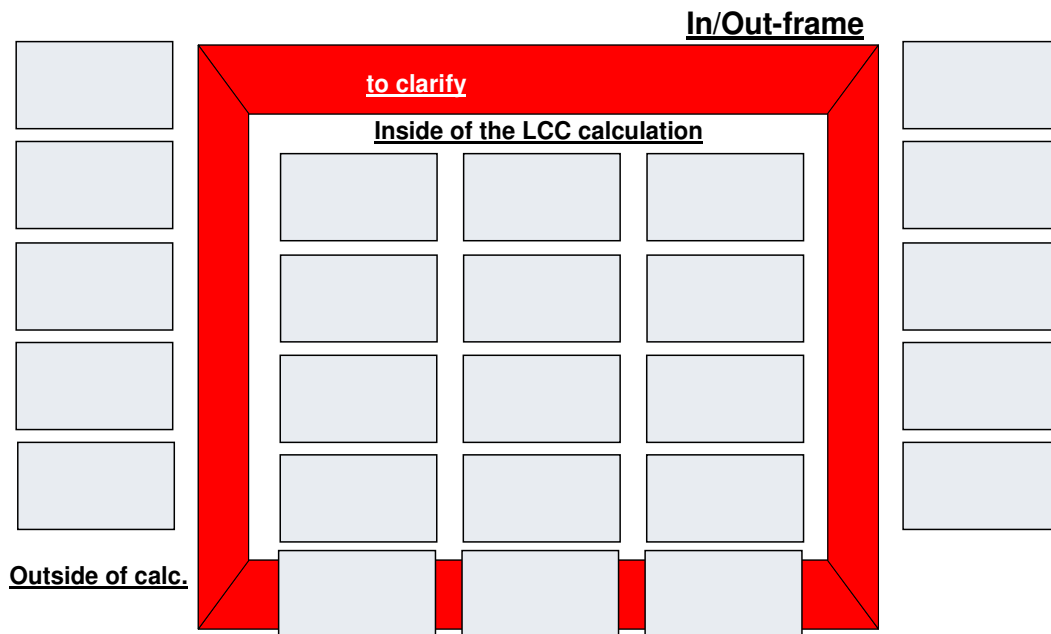 In/Out-frame
to clarify
Inside of the LCC calculation
Outside of calc.